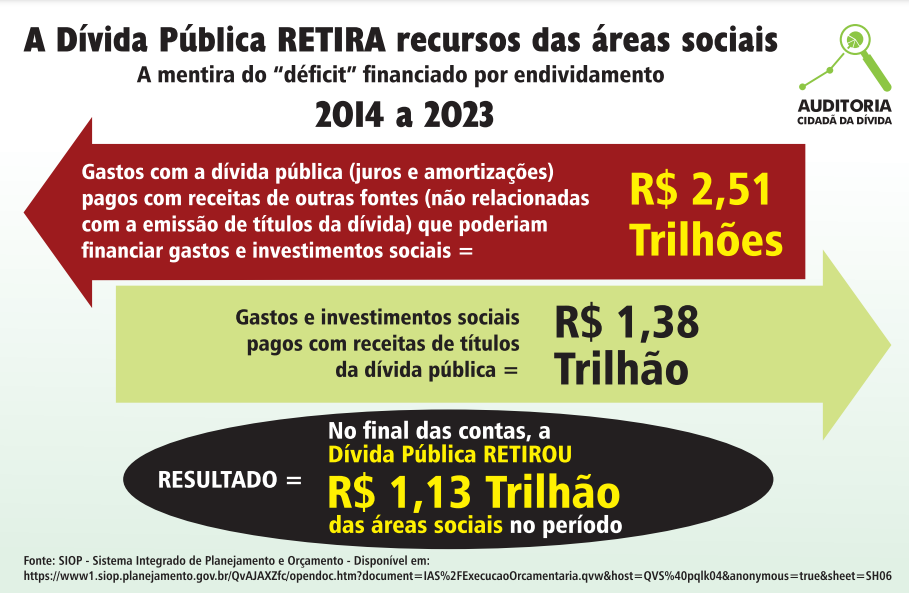 A Dívida Pública RETIRA recursos das áreas sociais
A mentira do “déficit” financiado por endividamento
2014 a 2023
AUDITORIA
CIDADÃ DA DÍVIDA
Gastos com a dívida pública (juros e amortizações)
pagos com receitas de outras fontes (não relacionadas
com a emissão de títulos da dívida) que poderiam
financiar gastos e investimentos sociais =
R$ 2,51
Trilhões
Gastos e investimentos sociais
pagos com receitas de títulos
da dívida pública =
R$ 1,38
Trilhão
RESULTADO =
No final das contas, a
Dívida Pública RETIROU
R$ 1,13 Trilhão
das áreas sociais no período
Fonte: SIOP - Sistema Integrado de Planejamento e Orçamento - Disponível em:
https://www1.siop.planejamento.gov.br/QvAJAXZfc/opendoc.htm?document=IAS%2FExecucaoOrcamentaria.qvw&host=QVS%40pqlk04&anonymous=true&sheet=SH06